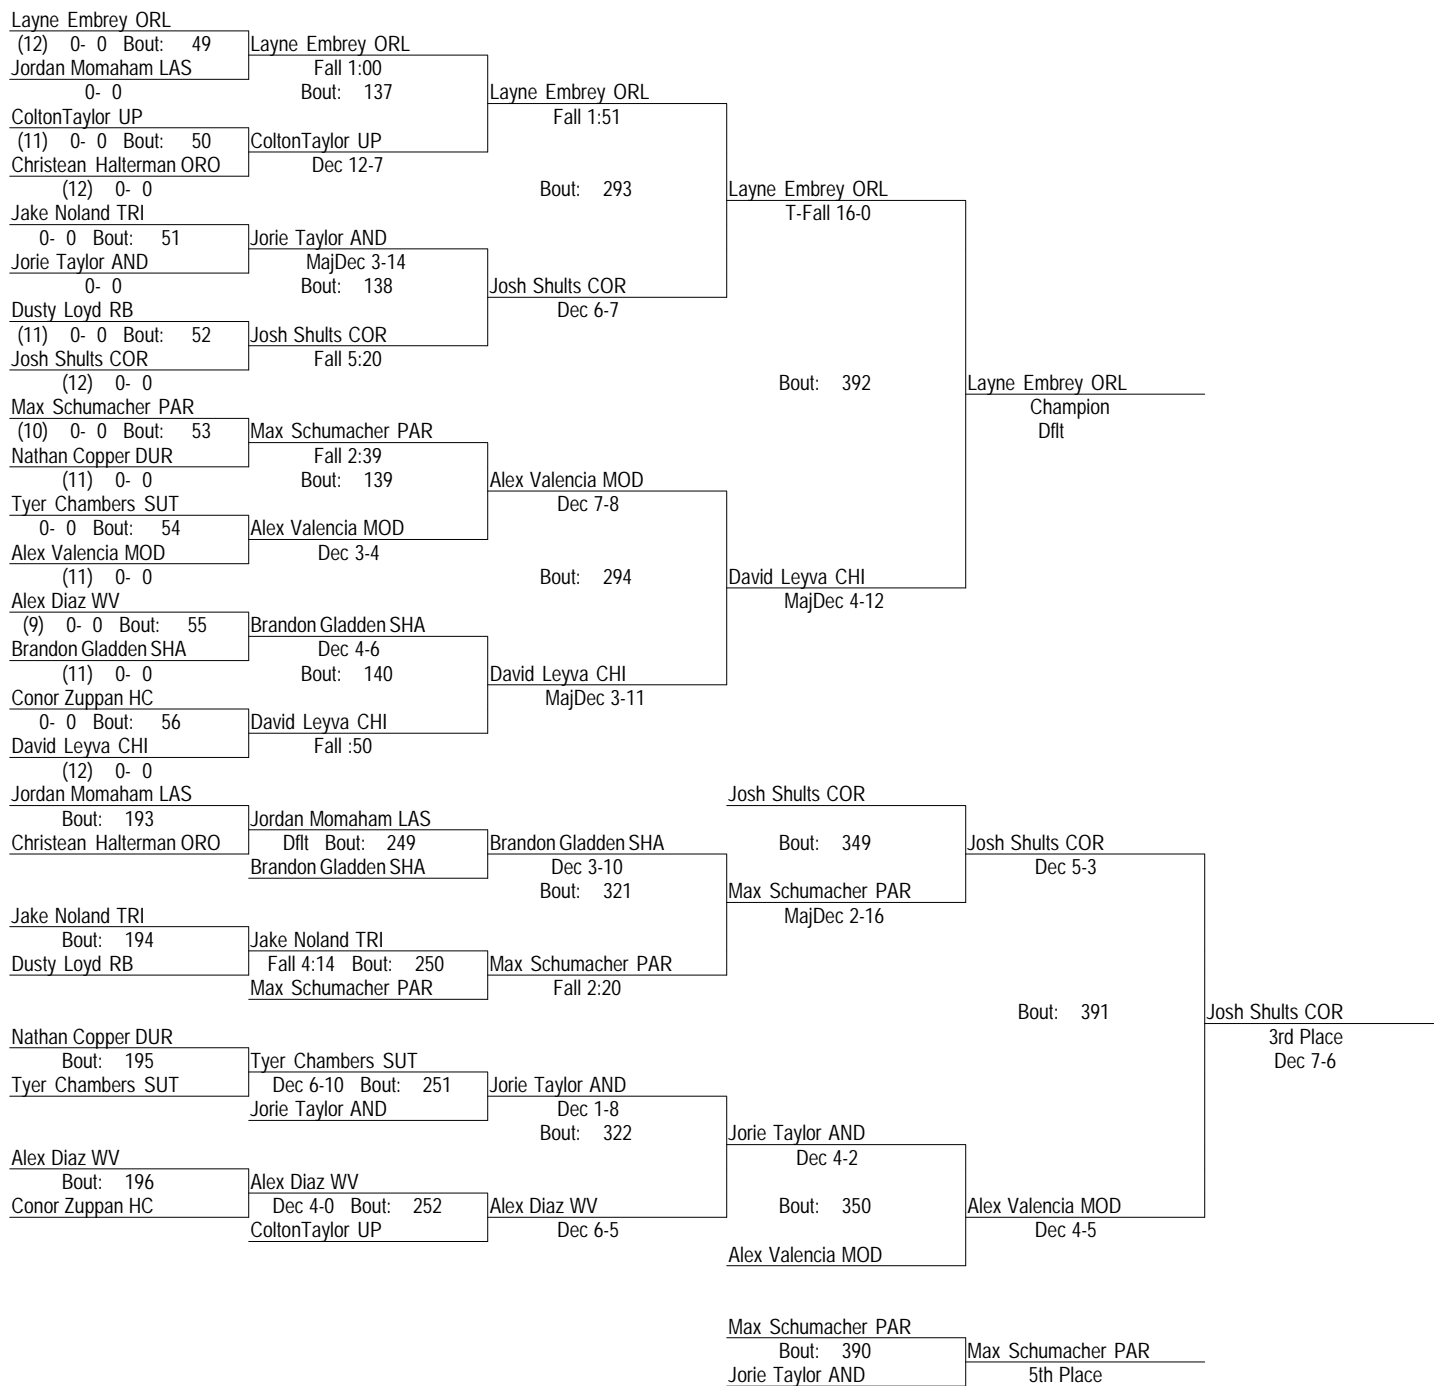 Layne Embrey ORL
(12) 0- 0 Bout: 49 Layne Embrey ORL
Jordan Momaham LAS Fall 1:00
0- 0 Bout: 137 Layne Embrey ORL
ColtonTaylor UP Fall 1:51
(11) 0- 0 Bout: 50 ColtonTaylor UP
Christean Halterman ORO Dec 12-7
(12) 0- 0 Bout: 293 Layne Embrey ORL
Jake Noland TRI T-Fall 16-0
0- 0 Bout: 51 Jorie Taylor AND
Jorie Taylor AND MajDec 3-14
0- 0 Bout: 138 Josh Shults COR
Dusty Loyd RB Dec 6-7
(11) 0- 0 Bout: 52 Josh Shults COR
Josh Shults COR Fall 5:20
(12) 0- 0 Bout: 392 Layne Embrey ORL
Max Schumacher PAR Champion
(10) 0- 0 Bout: 53 Max Schumacher PAR Dflt
Nathan Copper DUR Fall 2:39
(11) 0- 0 Bout: 139 Alex Valencia MOD
Tyer Chambers SUT Dec 7-8
0- 0 Bout: 54 Alex Valencia MOD
Alex Valencia MOD Dec 3-4
(11) 0- 0 Bout: 294 David Leyva CHI
Alex Diaz WV MajDec 4-12
(9) 0- 0 Bout: 55 Brandon Gladden SHA
Brandon Gladden SHA Dec 4-6
(11) 0- 0 Bout: 140 David Leyva CHI
Conor Zuppan HC MajDec 3-11
0- 0 Bout: 56 David Leyva CHI
David Leyva CHI Fall :50
(12) 0- 0
Jordan Momaham LAS Josh Shults COR
Bout: 193 Jordan Momaham LAS
Christean Halterman ORO Dflt Bout: 249 Brandon Gladden SHA Bout: 349 Josh Shults COR
Brandon Gladden SHA Dec 3-10 Dec 5-3
Bout: 321 Max Schumacher PAR
Jake Noland TRI MajDec 2-16
Bout: 194 Jake Noland TRI
Dusty Loyd RB Fall 4:14 Bout: 250 Max Schumacher PAR
Max Schumacher PAR Fall 2:20
Bout: 391 Josh Shults COR
Nathan Copper DUR 3rd Place
Bout: 195 Tyer Chambers SUT Dec 7-6
Tyer Chambers SUT Dec 6-10 Bout: 251 Jorie Taylor AND
Jorie Taylor AND Dec 1-8
Bout: 322 Jorie Taylor AND
Alex Diaz WV Dec 4-2
Bout: 196 Alex Diaz WV
Conor Zuppan HC Dec 4-0 Bout: 252 Alex Diaz WV Bout: 350 Alex Valencia MOD
ColtonTaylor UP Dec 6-5 Dec 4-5
Alex Valencia MOD
Max Schumacher PAR
Bout: 390 Max Schumacher PAR
Jorie Taylor AND 5th Place